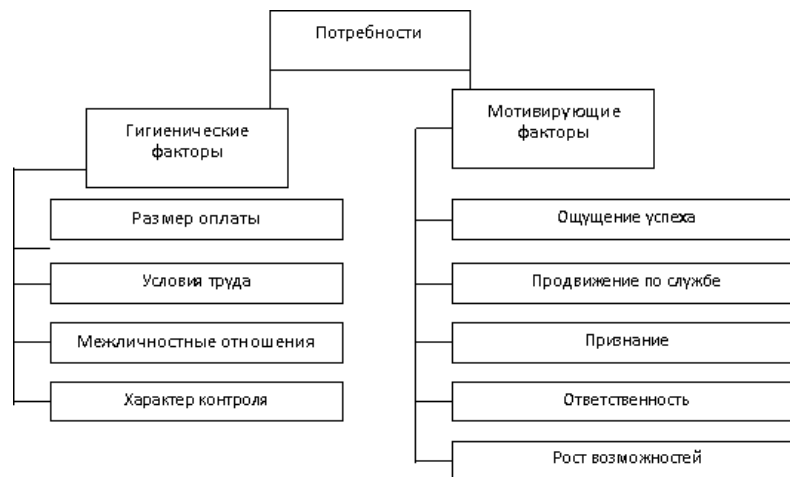 Потребности
Гигиенические
факторы
Размер оплаты
Условия труда
Межличностные отношения
Характер контроля
Мотивирующие
факторы
Ощущение успеха
Продвижение по службе
Признание
Ответственность
Рост возможностей